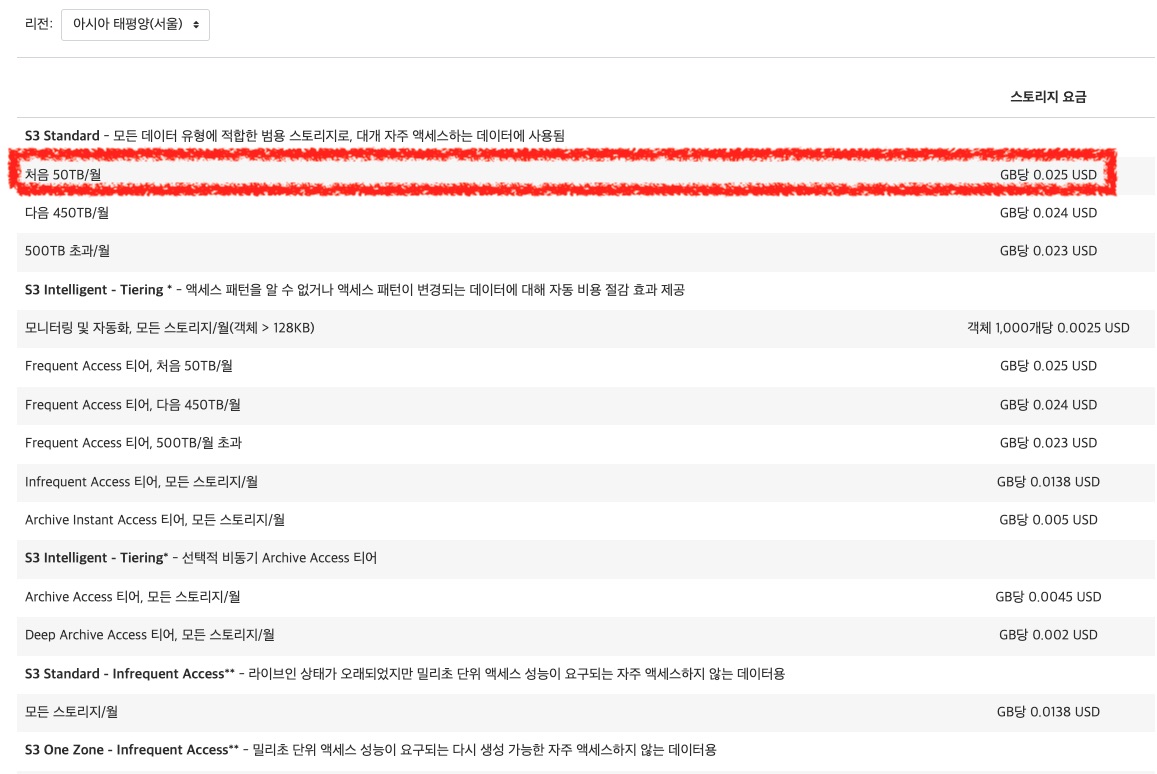 리전: 아시아 태평양(서울)
스토리지 요금
S3 Standard – 모든 데이터 유형에 적합한 범용 스토리지로, 대개 자주 액세스하는 데이터에 사용됨
처음 50TB/월 GB당 0.025 USD
다음 450TB/월 GB당 0.024 USD
500TB 초과/월 GB당 0.023 USD
S3 Intelligent - Tiering * – 액세스 패턴을 알 수 없거나 액세스 패턴이 변경되는 데이터에 대해 자동 비용 절감 효과 제공
모니터링 및 자동화, 모든 스토리지/월(객체 > 128KB) 객체 1,000개당 0.0025 USD
Frequent Access 티어, 처음 50TB/월 GB당 0.025 USD
Frequent Access 티어, 다음 450TB/월 GB당 0.024 USD
Frequent Access 티어, 500TB/월 초과 GB당 0.023 USD
Infrequent Access 티어, 모든 스토리지/월 GB당 0.0138 USD
Archive Instant Access 티어, 모든 스토리지/월 GB당 0.005 USD
S3 Intelligent - Tiering* – 선택적 비동기 Archive Access 티어
Archive Access 티어, 모든 스토리지/월 GB당 0.0045 USD
Deep Archive Access 티어, 모든 스토리지/월 GB당 0.002 USD
S3 Standard - Infrequent Access** – 라이브인 상태가 오래되었지만 밀리초 단위 액세스 성능이 요구되는 자주 액세스하지 않는 데이터용
모든 스토리지/월 GB당 0.0138 USD
S3 One Zone - Infrequent Access** – 밀리초 단위 액세스 성능이 요구되는 다시 생성 가능한 자주 액세스하지 않는 데이터용